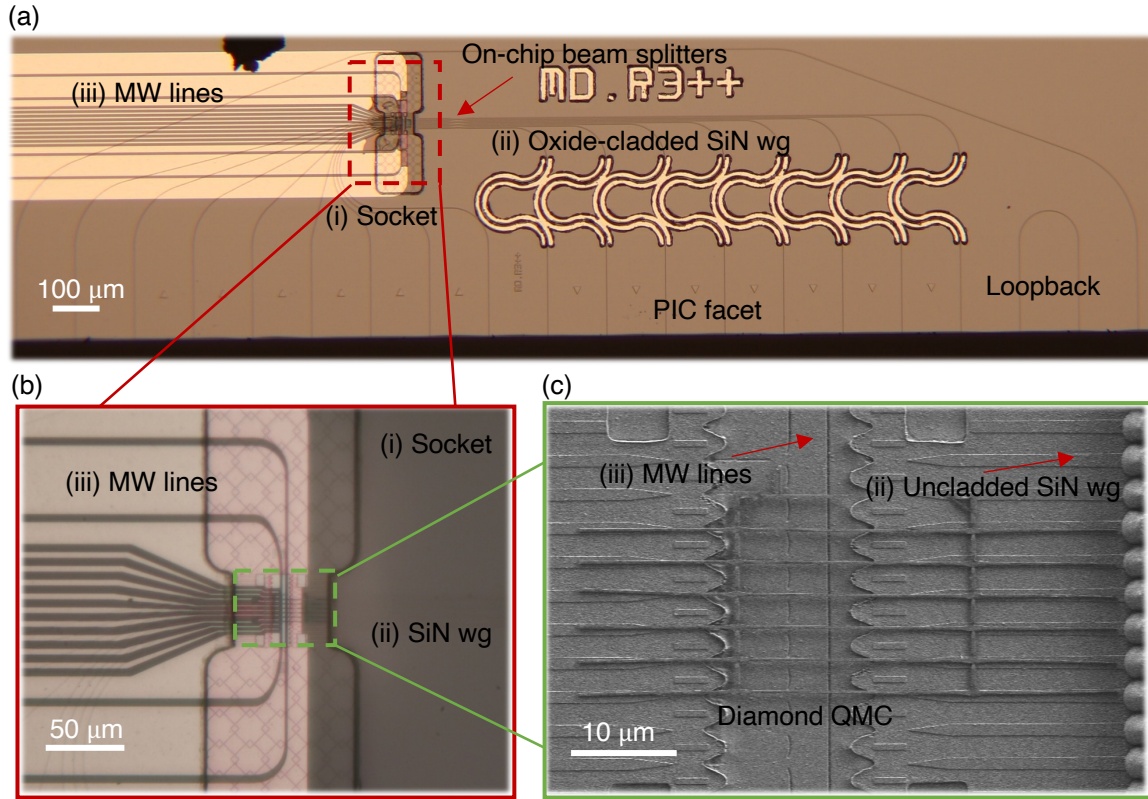 (a)
On-chip beam splitters
MD.R3++
(iii) MW lines
(ii) Oxide-cladded SiN wg
(i) Socket
100 μm
Loopback
PIC facet
(b)
(i) Socket
(iii) MW lines
(ii) SiN wg
50 μm
(c)
(iii) MW lines
(ii) Uncladded SiN wg
Diamond QMC
10 μm